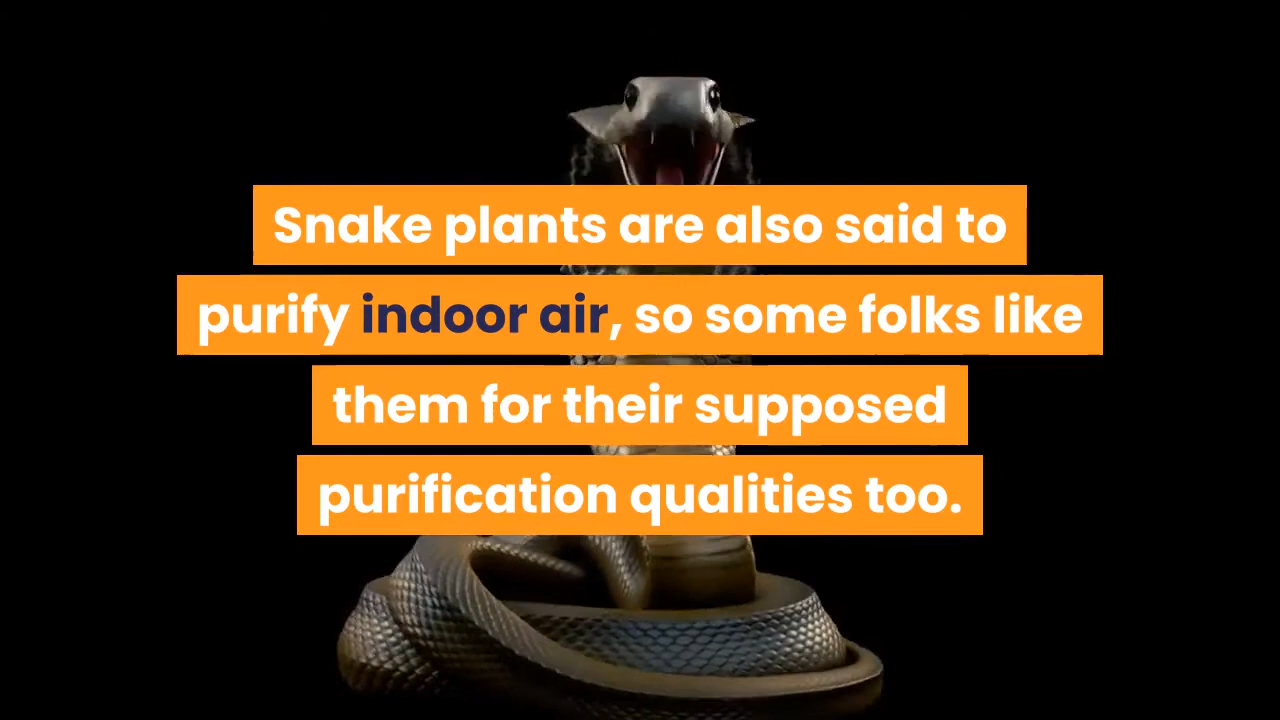 Snake plants are also said to
purify indoor air, so some folks like
them for their supposed
purification qualities too.